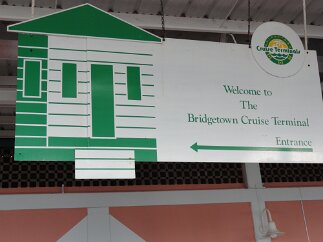 Cruise Terminals
Welcome to
The
Bridgetown Cruise Terminal
Entrance